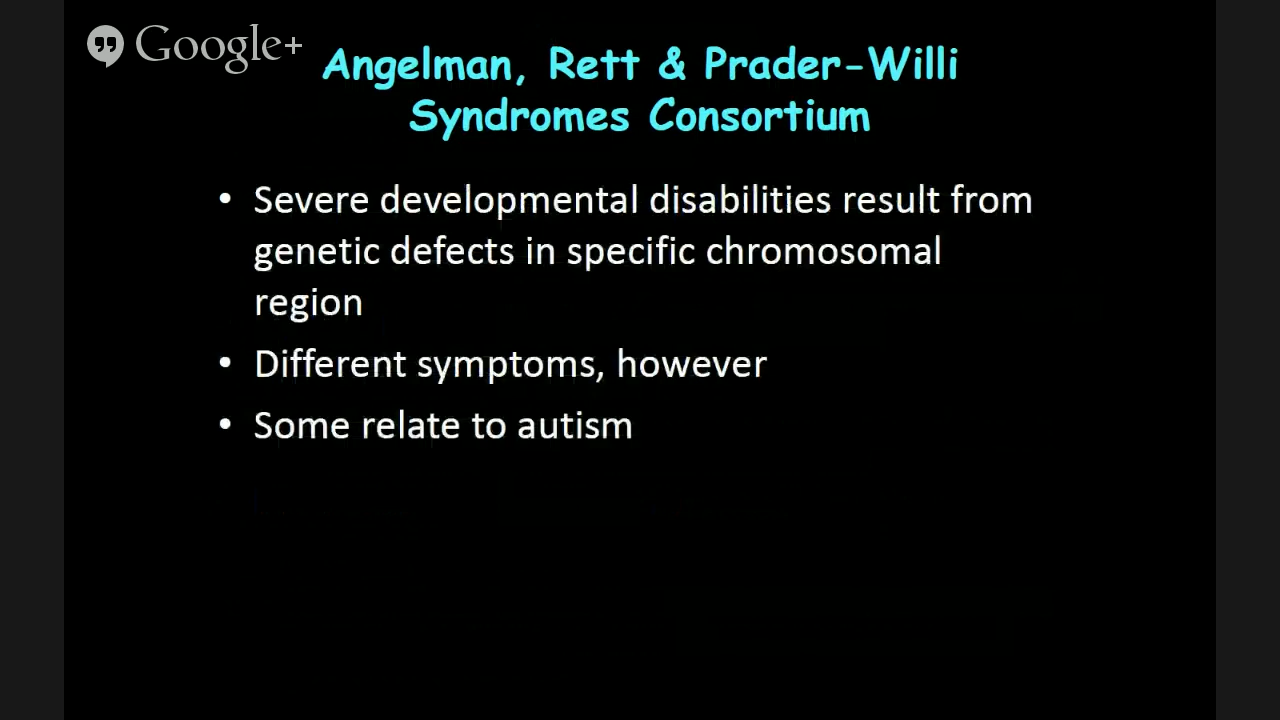 Google+
Angelman, Rett & Prader-Willi
Syndromes Consortium
• Severe developmental disabilities result from
genetic defects in specific chromosomal
region
• Different symptoms, however
• Some relate to autism